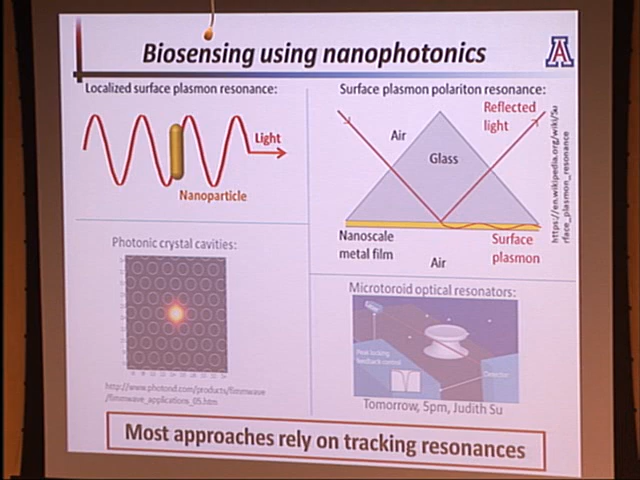 Biosensing using nanophotonics
A
Localized surface plasmon resonance:
Light
Nanoparticle
Surface plasmon polariton resonance:
Reflected
light
Air
Glass
Nanoscale
metal film
Surface
plasmon
Air
https://en.wikipedia.org/wiki/Su
rface_plasmon_resonance
Photonic crystal cavities:
http://www.photond.com/products/fimmwave
/fimmwave_applications_05.htm
Microtoroid optical resonators:
Peak locking
feedback control
Detector
Tomorrow, 5pm, Judith Su
Most approaches rely on tracking resonances